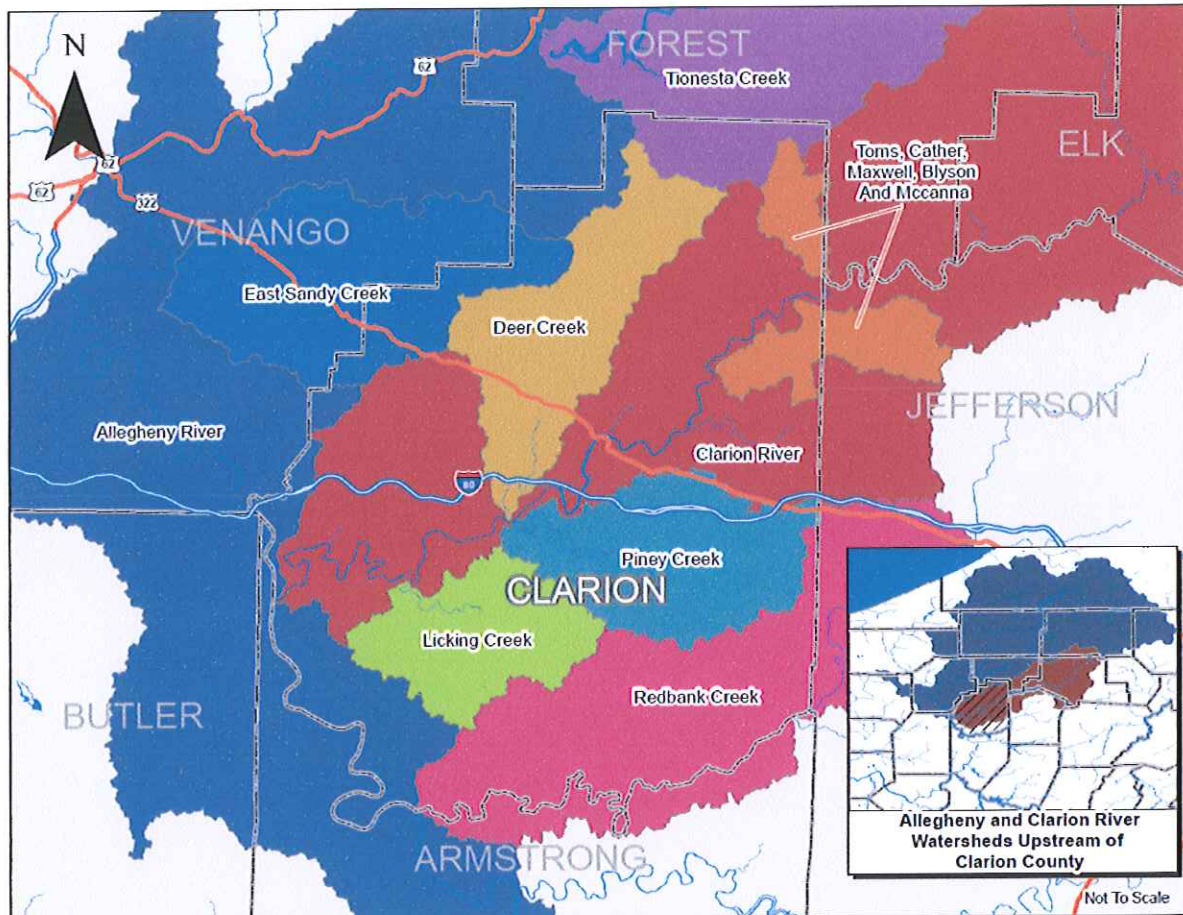 N
FOREST
Tionesta Creek
62
ELK
Toms, Cather,
Maxwell, Blyson
And Mccanna
62
62
322
VENANGO
East Sandy Creek
Deer Creek
JEFFERSON
Allegheny River
Clarion River
80
Piney Creek
CLARION
Licking Creek
Redbank Creek
BUTLER
ARMSTRONG
Allegheny and Clarion River
Watersheds Upstream of
Clarion County
Not To Scale